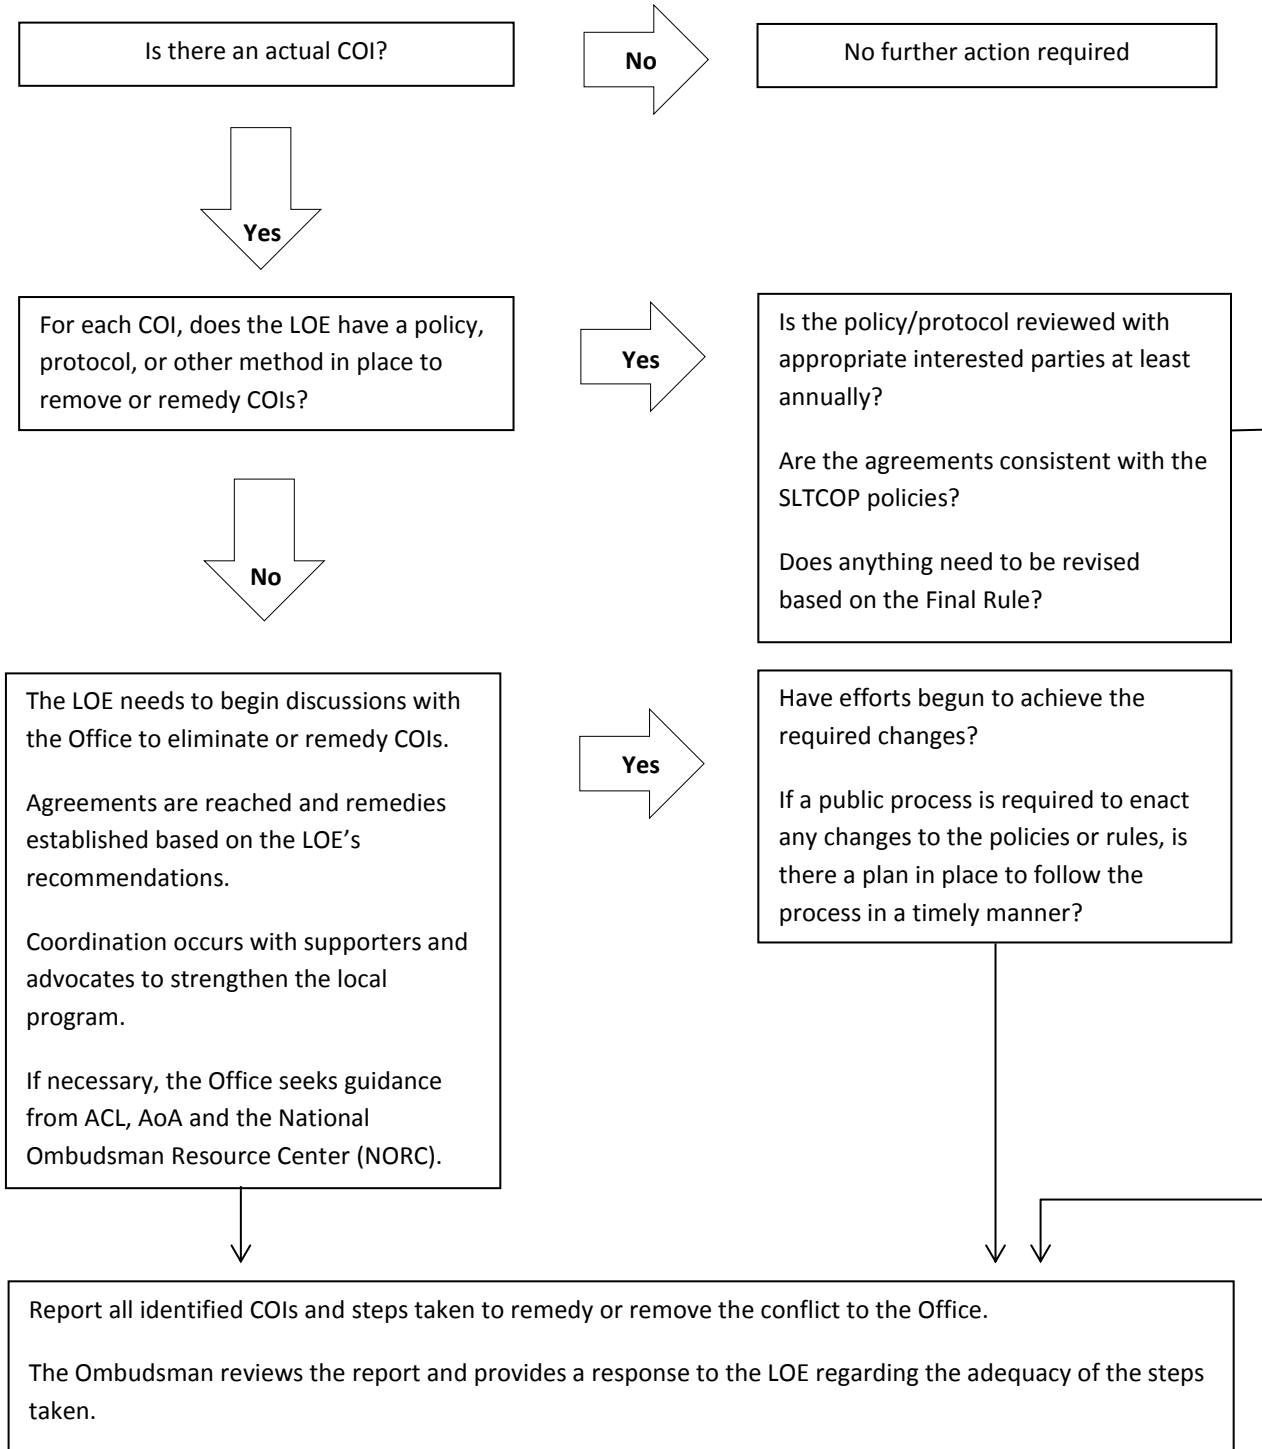 Is there an actual COI?
No
No further action required
Yes
For each COI, does the LOE have a policy,
protocol, or other method in place to
remove or remedy COIs?
Yes
Is the policy/protocol reviewed with
appropriate interested parties at least
annually?
Are the agreements consistent with the
SLTCOP policies?
Does anything need to be revised
based on the Final Rule?
No
The LOE needs to begin discussions with
the Office to eliminate or remedy COIs.
Agreements are reached and remedies
established based on the LOE’s
recommendations.
Coordination occurs with supporters and
advocates to strengthen the local
program.
If necessary, the Office seeks guidance
from ACL, AoA and the National
Ombudsman Resource Center (NORC).
Yes
Have efforts begun to achieve the
required changes?
If a public process is required to enact
any changes to the policies or rules, is
there a plan in place to follow the
process in a timely manner?
Report all identified COIs and steps taken to remedy or remove the conflict to the Office.
The Ombudsman reviews the report and provides a response to the LOE regarding the adequacy of the steps
taken.